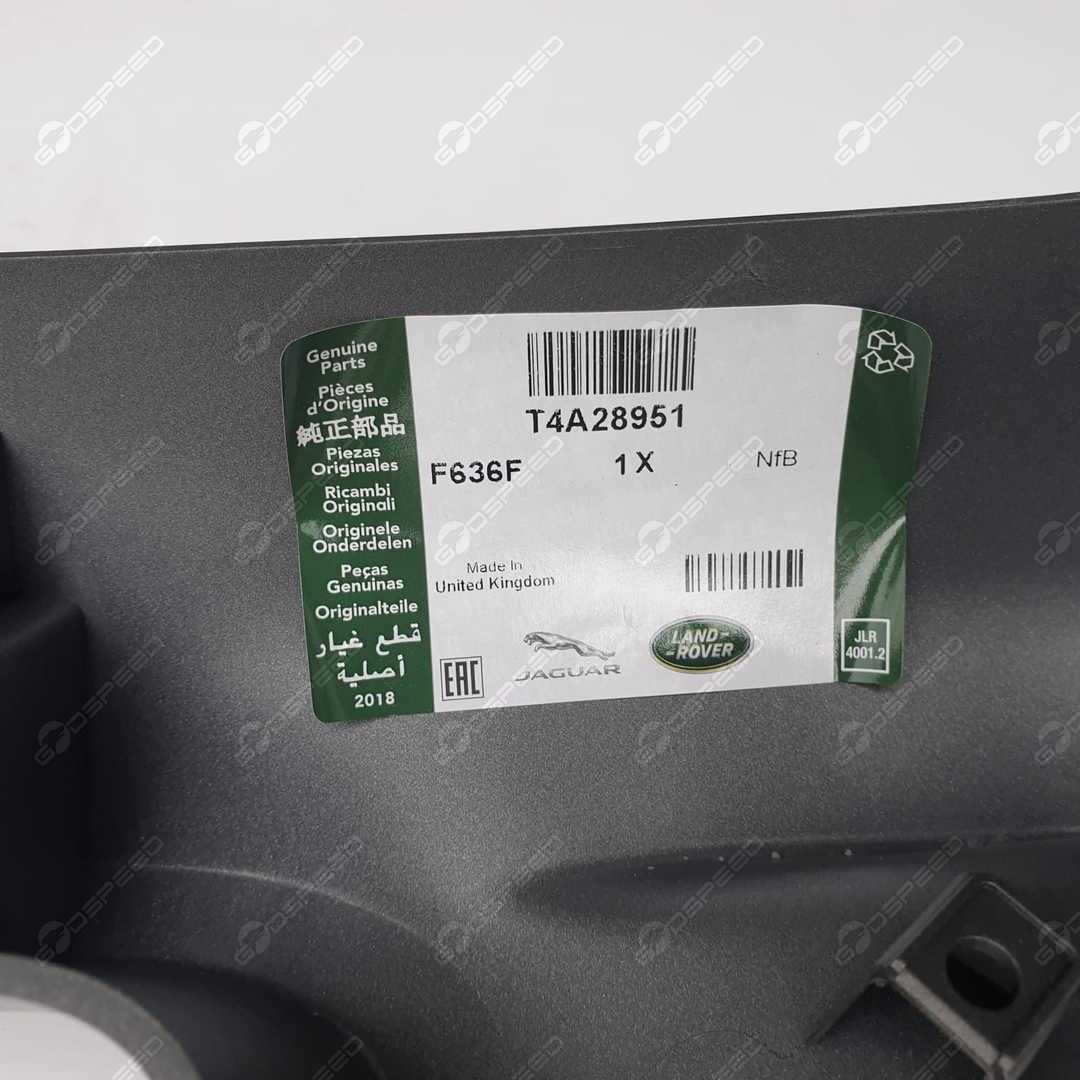 Genuine
Parts
Pièces
d'Origine
純正部品
Piezas
Originales
Ricambi
Originali
Originele
Onderdelen
Peças
Genuinas
Originalteile
قطع غيار
أصلية
2018
T4A28951
F636F
1 X
NfB
Made In
United Kingdom
EAC
JAGUAR
LAND-
-ROVER
JLR
4001.2
GODSPEED